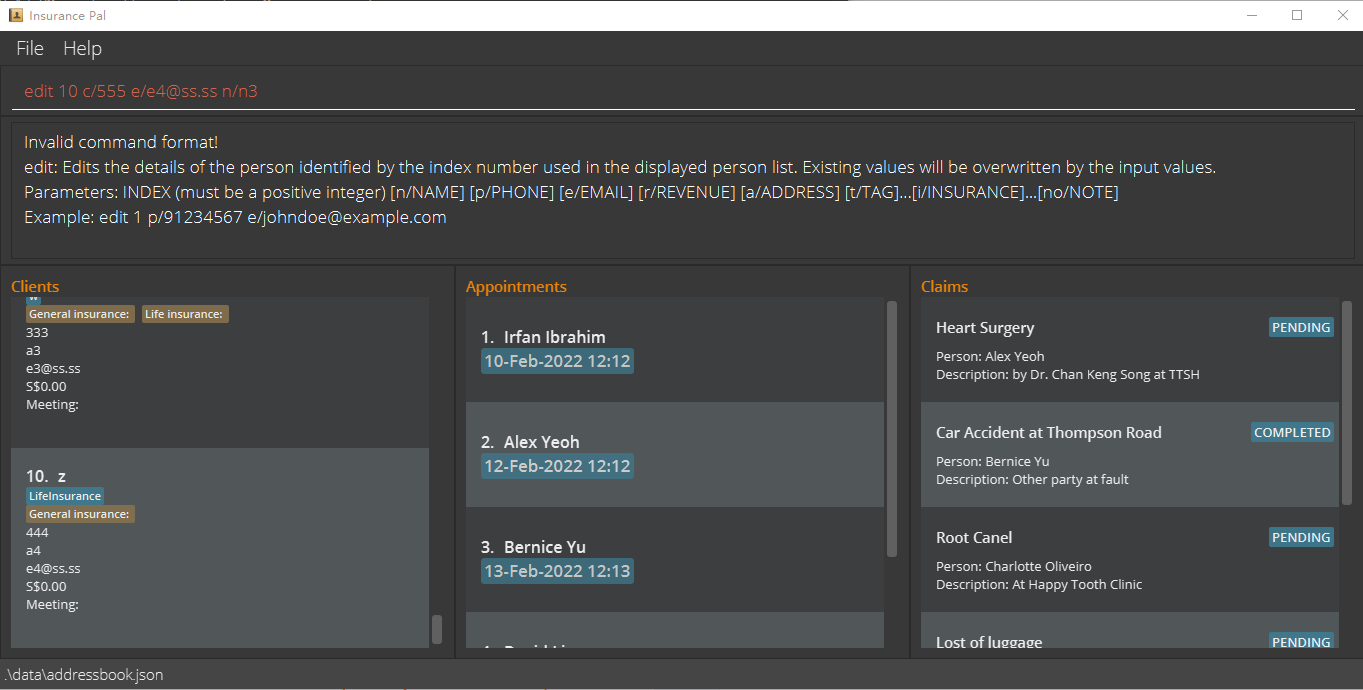 Insurance Pal
File Help
edit 10 c/555 e/e4@ss.ss n/n3
Invalid command format!
edit: Edits the details of the person identified by the index number used in the displayed person list. Existing values will be overwritten by the input values.
Parameters: INDEX (must be a positive integer) [n/NAME] [p/PHONE] [e/EMAIL] [r/REVENUE] [a/ADDRESS] [t/TAG]...[i/INSURANCE]...[no/NOTE]
Example: edit 1 p/91234567 e/johndoe@example.com
Clients
General insurance: Life insurance:
333
a3
e3@ss.ss
S$0.00
Meeting:
10. z
LifeInsurance
General insurance:
444
a4
e4@ss.ss
S$0.00
Meeting:
Appointments
1. Irfan Ibrahim
10-Feb-2022 12:12
2. Alex Yeoh
12-Feb-2022 12:12
3. Bernice Yu
13-Feb-2022 12:13
Claims
Heart Surgery PENDING
Person: Alex Yeoh
Description: by Dr. Chan Keng Song at TTSH
Car Accident at Thompson Road COMPLETED
Person: Bernice Yu
Description: Other party at fault
Root Canel PENDING
Person: Charlotte Oliveiro
Description: At Happy Tooth Clinic
Lost of luggage PENDING
.\data\addressbook.json